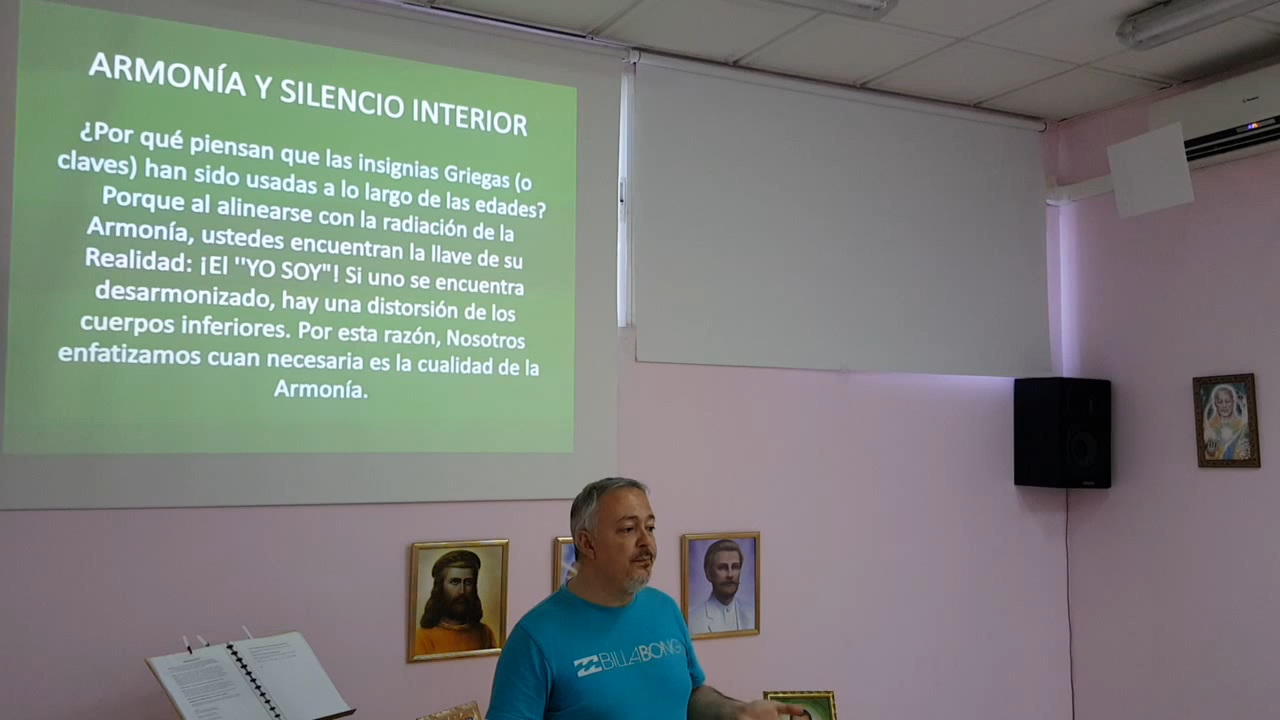 ARMONÍA Y SILENCIO INTERIOR
¿Por qué piensan que las insignias Griegas (o
claves) han sido usadas a lo largo de las edades?
Porque al alinearse con la radiación de la
Armonía, ustedes encuentran la llave de su
Realidad: ¡El "YO SOY"! Si uno se encuentra
desarmonizado, hay una distorsión de los
cuerpos inferiores. Por esta razón, Nosotros
enfatizamos cuan necesaria es la cualidad de la
Armonía.
BILLABONG